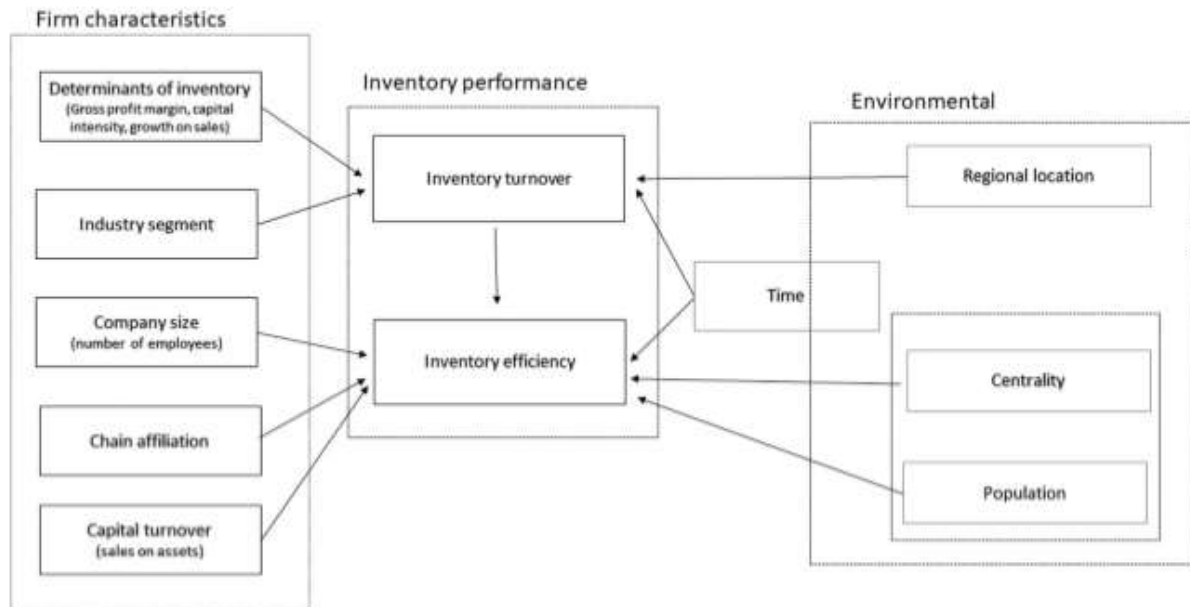 Firm characteristics
Determinants of inventory
(Gross profit margin, capital
intensity, growth on sales)
Industry segment
Company size
(number of employees)
Chain affiliation
Capital turnover
(sales on assets)
Inventory performance
Inventory turnover
Inventory efficiency
Environmental
Regional location
Time
Centrality
Population